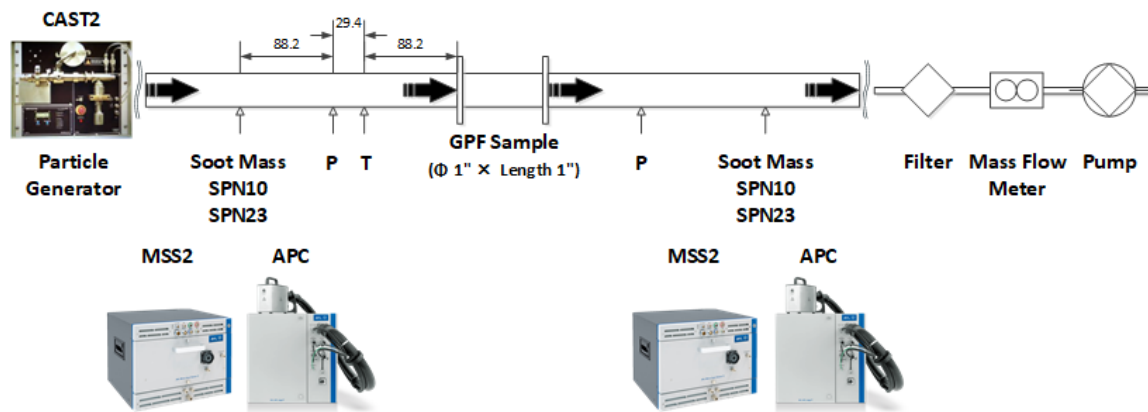 CAST2
29.4
88.2
88.2
Particle
Generator
Soot Mass
SPN10
SPN23
P
T
GPF Sample
(Φ 1" × Length 1")
P
Soot Mass
SPN10
SPN23
Filter
Mass Flow
Meter
Pump
MSS2
APC
MSS2
APC